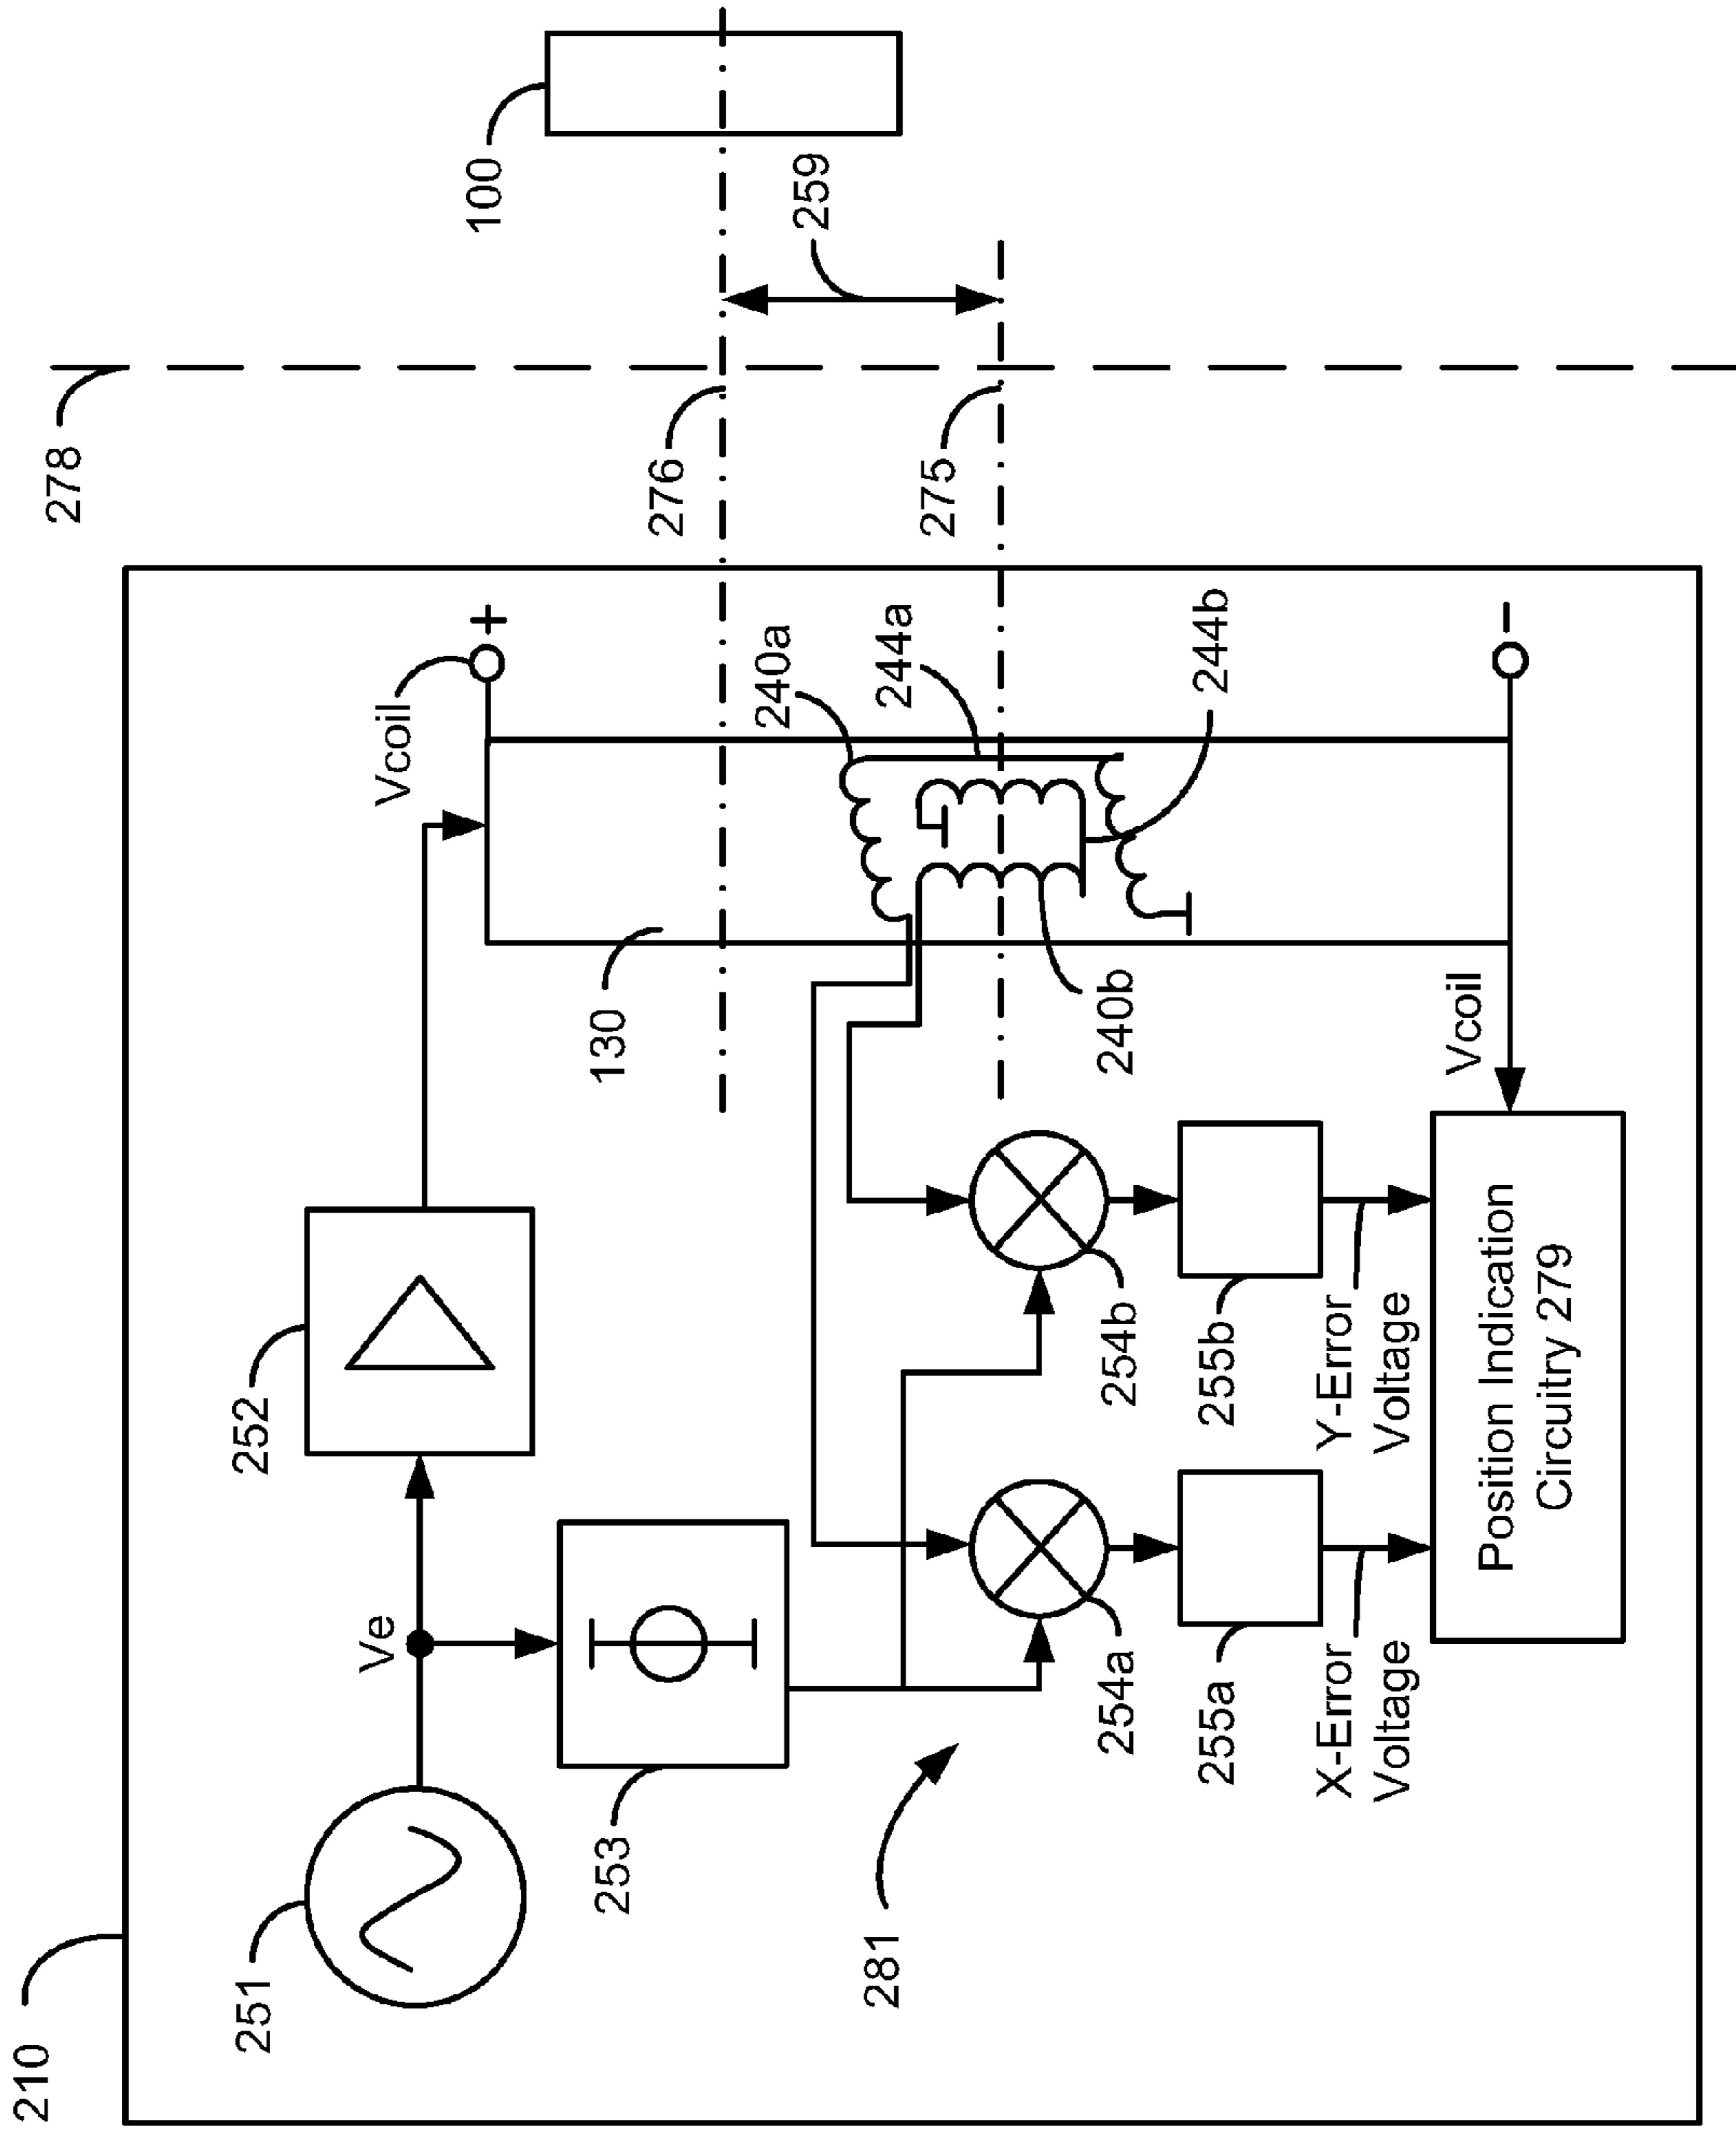 210
251
Ve
252
253
281
Vcoil
+
130
240a
244a
240b
244b
−
254a
254b
255a
255b
X-Error
Voltage
Y-Error
Voltage
Vcoil
Position Indication
Circuitry 279
278
276
275
259
100